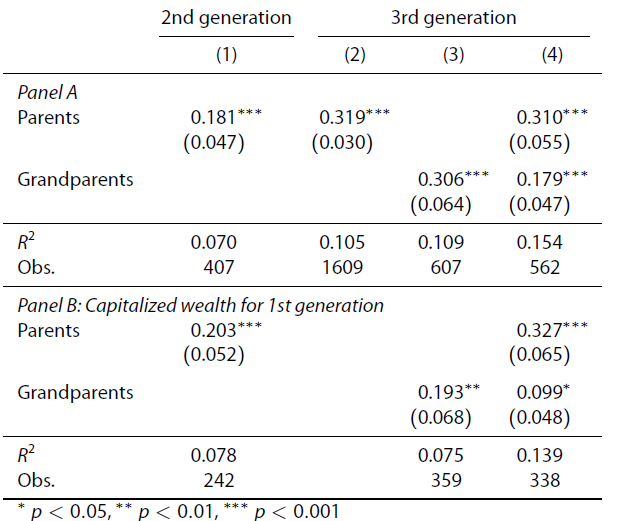 2nd generation 3rd generation
(1) (2) (3) (4)
Panel A
Parents 0.181*** 0.319*** 0.310***
(0.047) (0.030) (0.055)
Grandparents 0.306*** 0.179***
(0.064) (0.047)
R² 0.070 0.105 0.109 0.154
Obs. 407 1609 607 562
Panel B: Capitalized wealth for 1st generation
Parents 0.203*** 0.327***
(0.052) (0.065)
Grandparents 0.193** 0.099*
(0.068) (0.048)
R² 0.078 0.075 0.139
Obs. 242 359 338
* p < 0.05, ** p < 0.01, *** p < 0.001